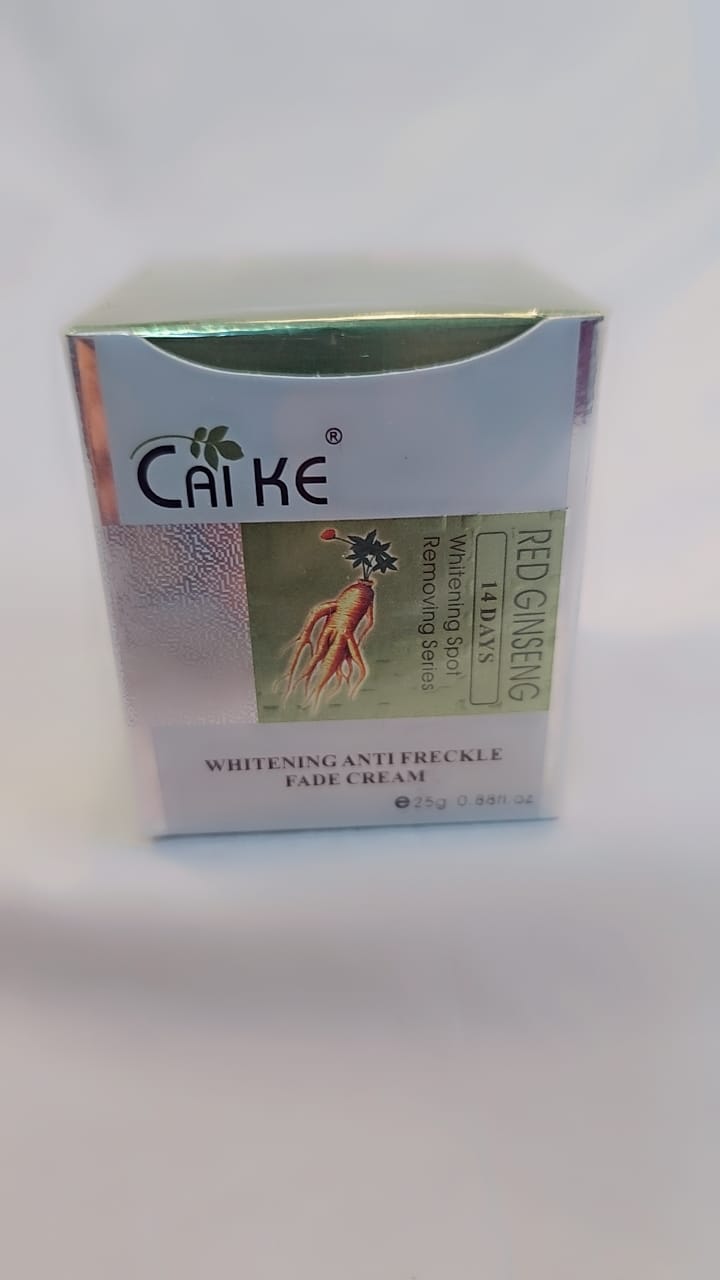 CAI KE®
RED GINSENG
14 DAYS
Whitening Spot
Removing Series
WHITENING ANTI FRECKLE
FADE CREAM
℮25g 0.88fl.oz